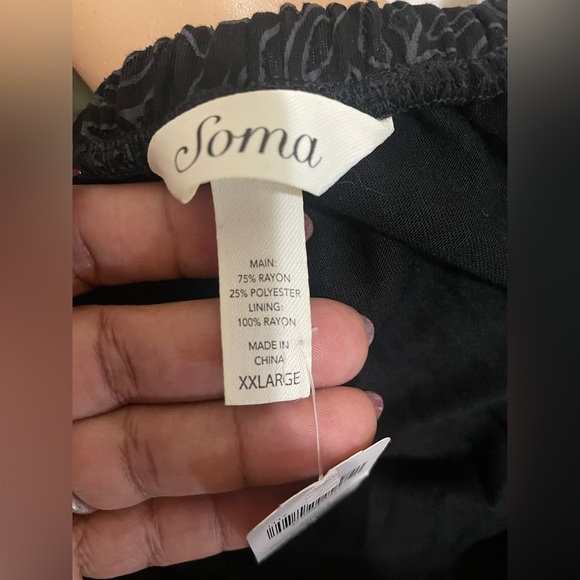 Soma
MAIN:
75% RAYON
25% POLYESTER
LINING:
100% RAYON
MADE IN
CHINA
XXLARGE